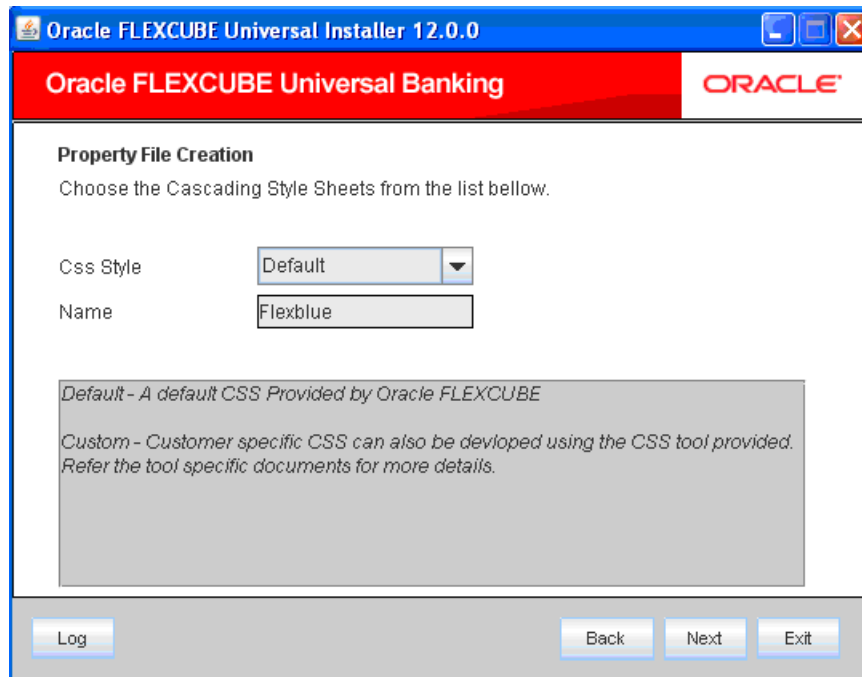 Oracle FLEXCUBE Universal Installer 12.0.0
Oracle FLEXCUBE Universal Banking
ORACLE
Property File Creation
Choose the Cascading Style Sheets from the list bellow.
Css Style
Default
Name
Flexblue
Default - A default CSS Provided by Oracle FLEXCUBE
Custom - Customer specific CSS can also be devloped using the CSS tool provided.
Refer the tool specific documents for more details.
Log
Back
Next
Exit